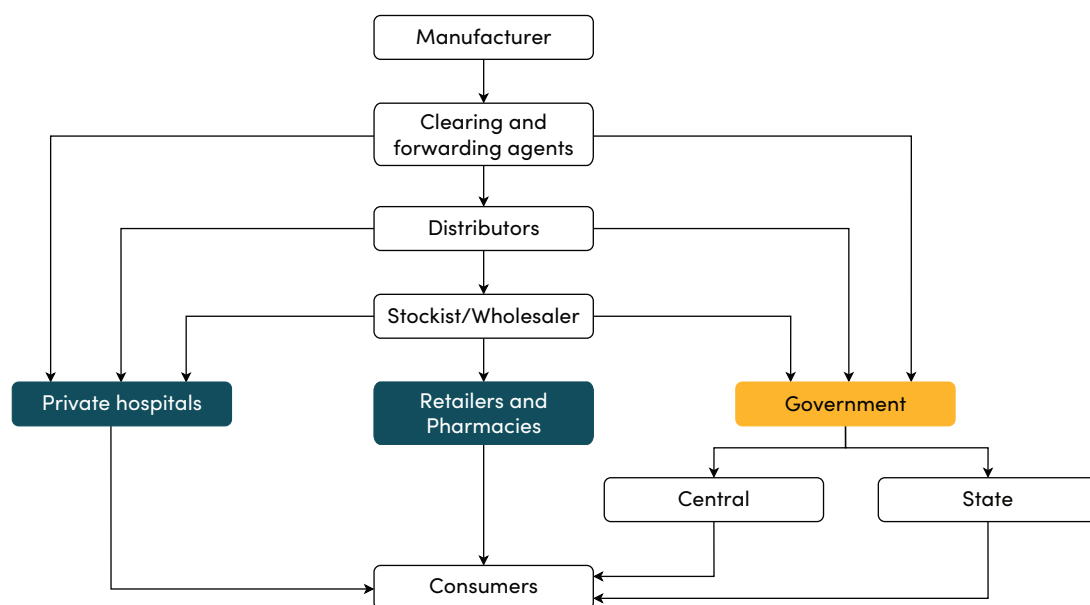 Manufacturer
Clearing and
forwarding agents
Distributors
Stockist/Wholesaler
Private hospitals
Retailers and
Pharmacies
Government
Central
State
Consumers